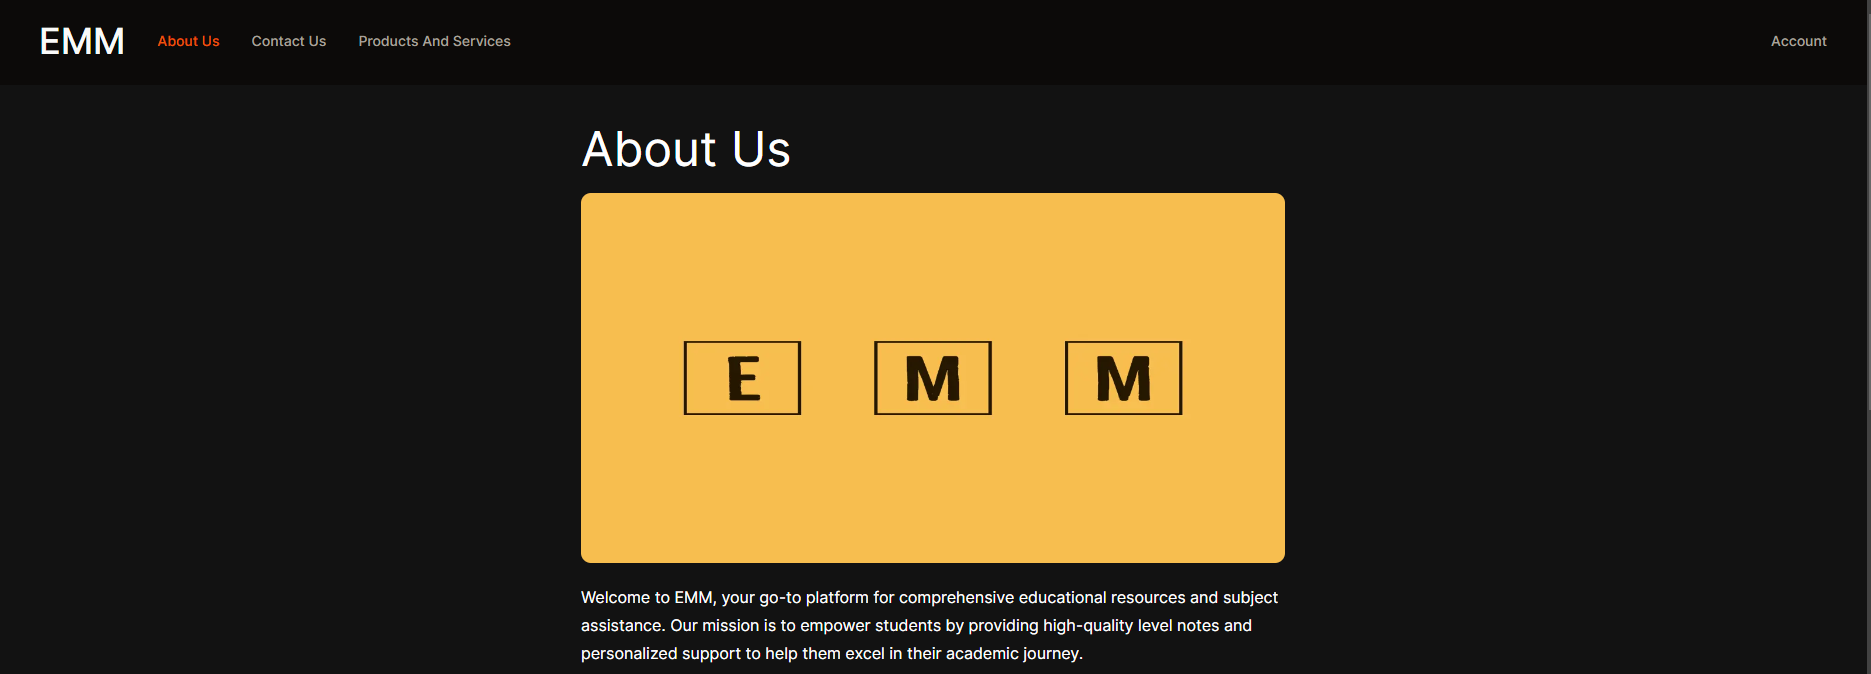 EMM About Us Contact Us Products And Services Account
About Us
E M M
Welcome to EMM, your go-to platform for comprehensive educational resources and subject
assistance. Our mission is to empower students by providing high-quality level notes and
personalized support to help them excel in their academic journey.